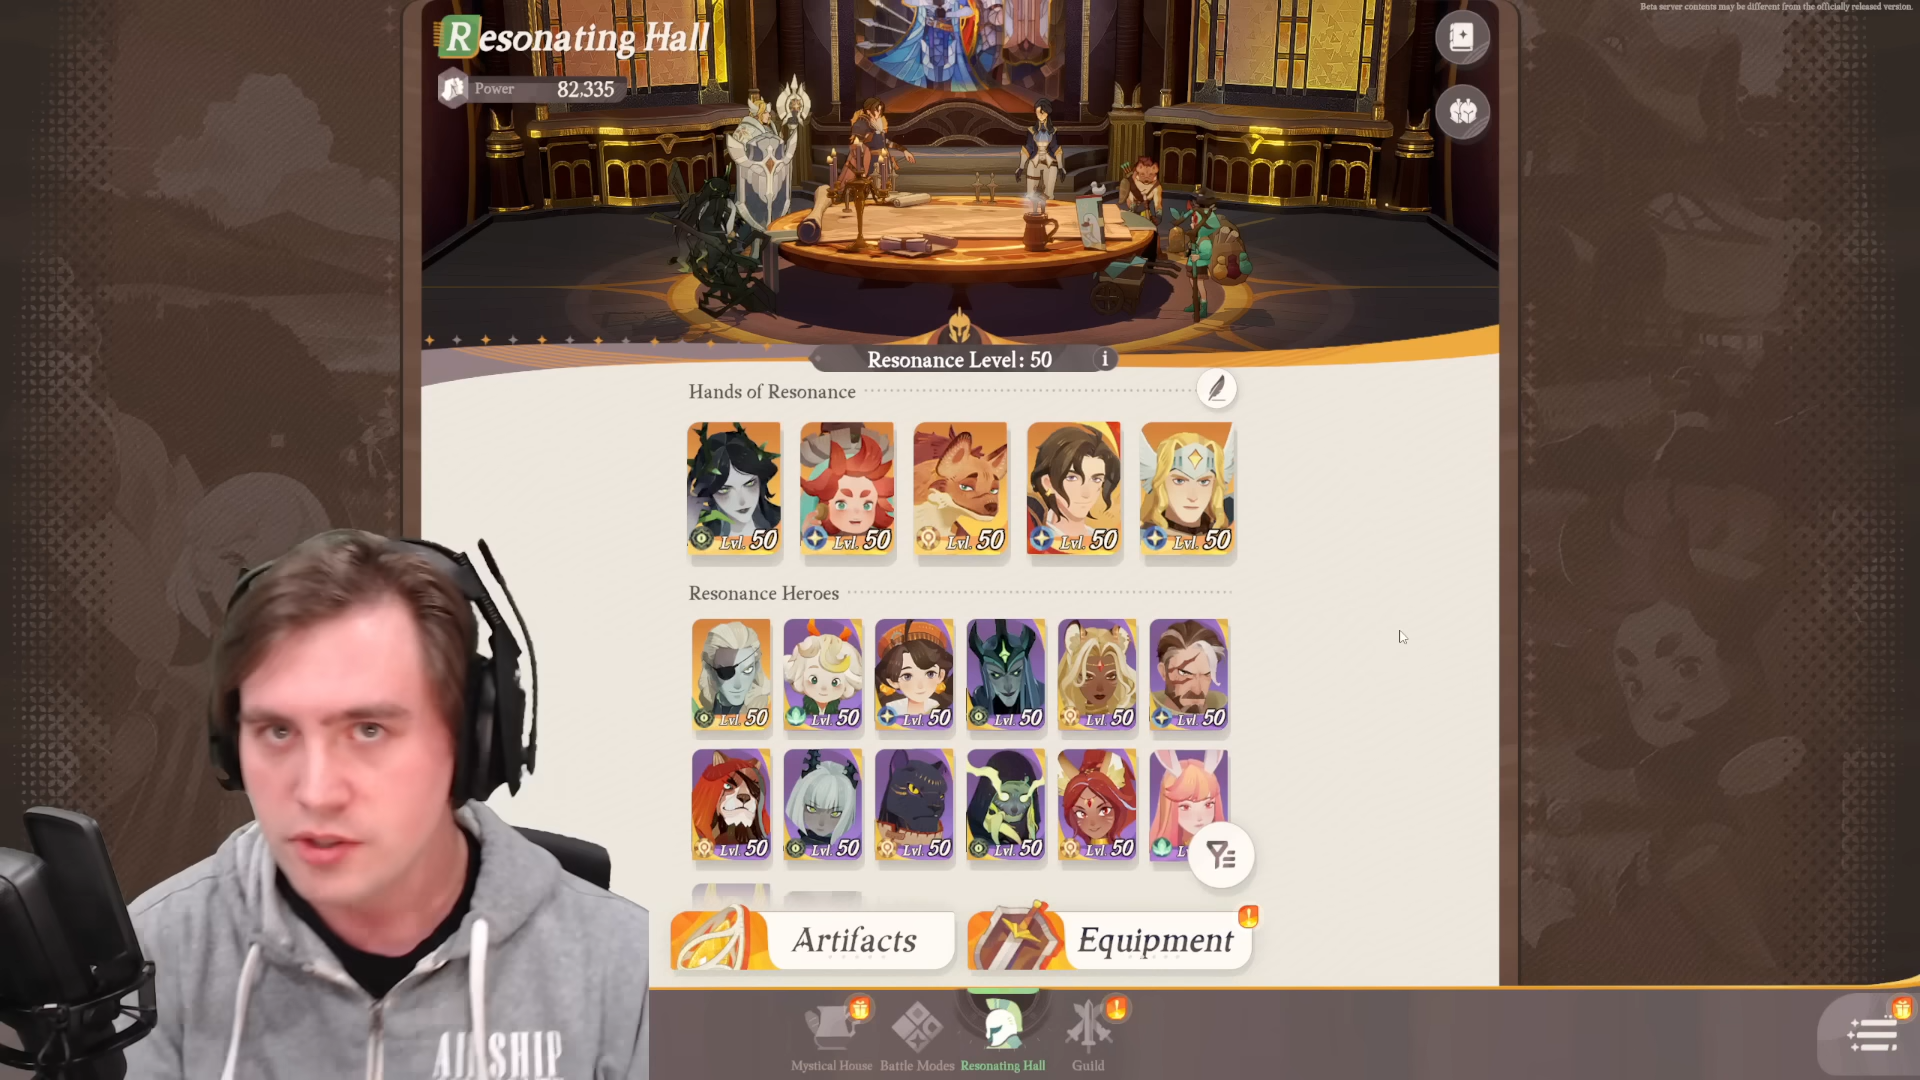 Beta server contents may be different from the officially released version.
Resonating Hall
Power 82,335
Resonance Level: 50 i
Hands of Resonance
Lvl. 50 Lvl. 50 Lvl. 50 Lvl. 50 Lvl. 50
Resonance Heroes
Lvl. 50 Lvl. 50 Lvl. 50 Lvl. 50 Lvl. 50 Lvl. 50
Lvl. 50 Lvl. 50 Lvl. 50 Lvl. 50 Lvl. 50
Artifacts Equipment
Mystical House Battle Modes Resonating Hall Guild